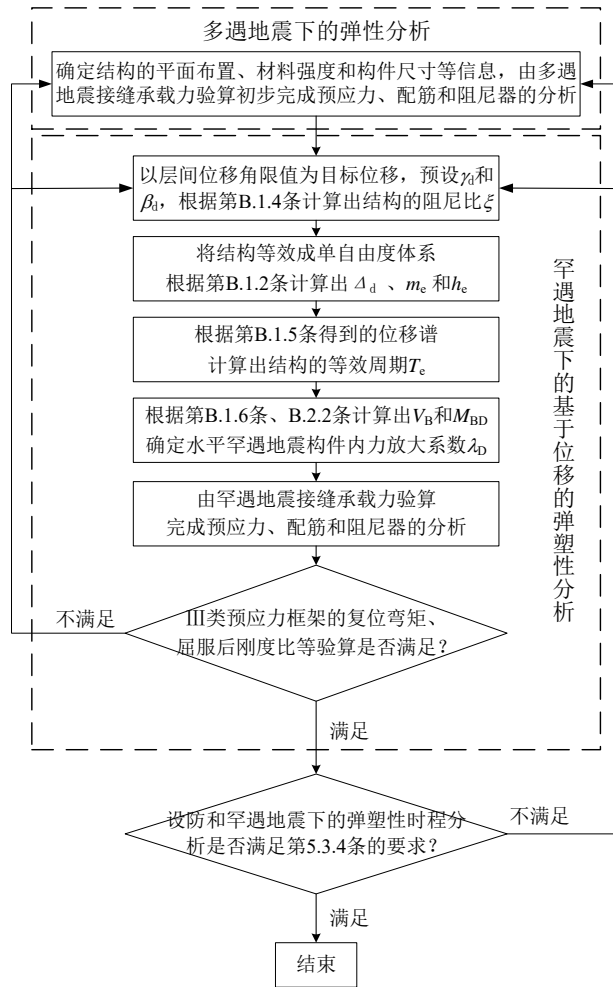 多遇地震下的弹性分析
确定结构的平面布置、材料强度和构件尺寸等信息，由多遇
地震接缝承载力验算初步完成预应力、配筋和阻尼器的分析
以层间位移角限值为目标位移，预设γd和
βd，根据第B.1.4条计算出结构的阻尼比ξ
将结构等效成单自由度体系
根据第B.1.2条计算出 Δd 、me 和he
根据第B.1.5条得到的位移谱
计算出结构的等效周期Te
根据第B.1.6条、B.2.2条计算出VB和MBD
确定水平罕遇地震构件内力放大系数λD
由罕遇地震接缝承载力验算
完成预应力、配筋和阻尼器的分析
罕遇地震下的基于位移的弹塑性分析
不满足
III类预应力框架的复位弯矩、
屈服后刚度比等验算是否满足？
满足
设防和罕遇地震下的弹塑性时程分
析是否满足第5.3.4条的要求？
不满足
满足
结束